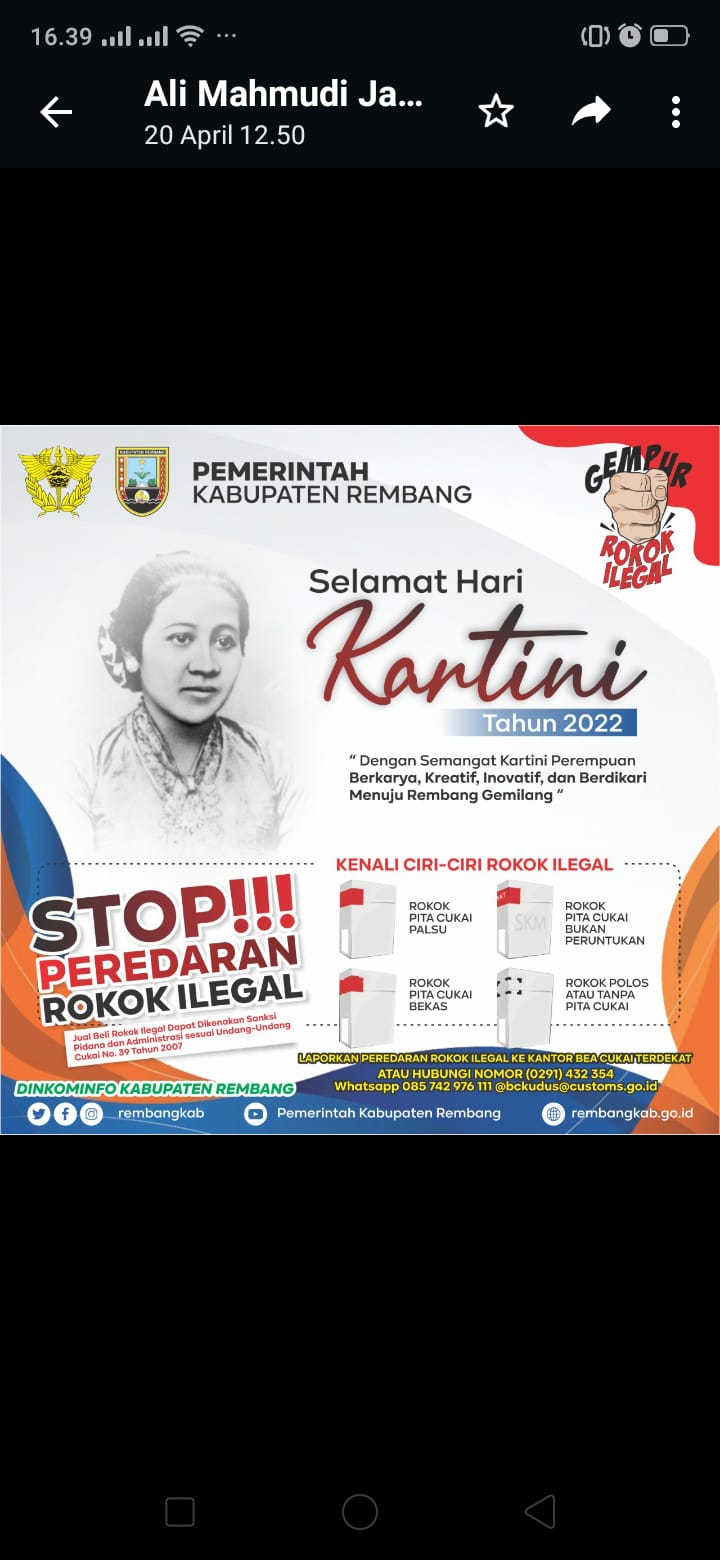 16.39
Ali Mahmudi Ja...
20 April 12.50
KABUPATEN REMBANG
PEMERINTAH
KABUPATEN REMBANG
GEMPUR
ROKOK
ILEGAL
Selamat Hari
Kartini
Tahun 2022
“ Dengan Semangat Kartini Perempuan
Berkarya, Kreatif, Inovatif, dan Berdikari
Menuju Rembang Gemilang “
STOP!!!
PEREDARAN
ROKOK ILEGAL
Jual Beli Rokok Ilegal Dapat Dikenakan Sanksi
Pidana dan Administrasi sesuai Undang-Undang
Cukai No. 39 Tahun 2007
KENALI CIRI-CIRI ROKOK ILEGAL
ROKOK
PITA CUKAI
PALSU
SKM
ROKOK
PITA CUKAI
BUKAN
PERUNTUKAN
ROKOK
PITA CUKAI
BEKAS
ROKOK POLOS
ATAU TANPA
PITA CUKAI
LAPORKAN PEREDARAN ROKOK ILEGAL KE KANTOR BEA CUKAI TERDEKAT
ATAU HUBUNGI NOMOR (0291) 432 354
Whatsapp 085 742 976 111 @bckudus@customs.go.id
DINKOMINFO KABUPATEN REMBANG
rembangkab
Pemerintah Kabupaten Rembang
rembangkab.go.id